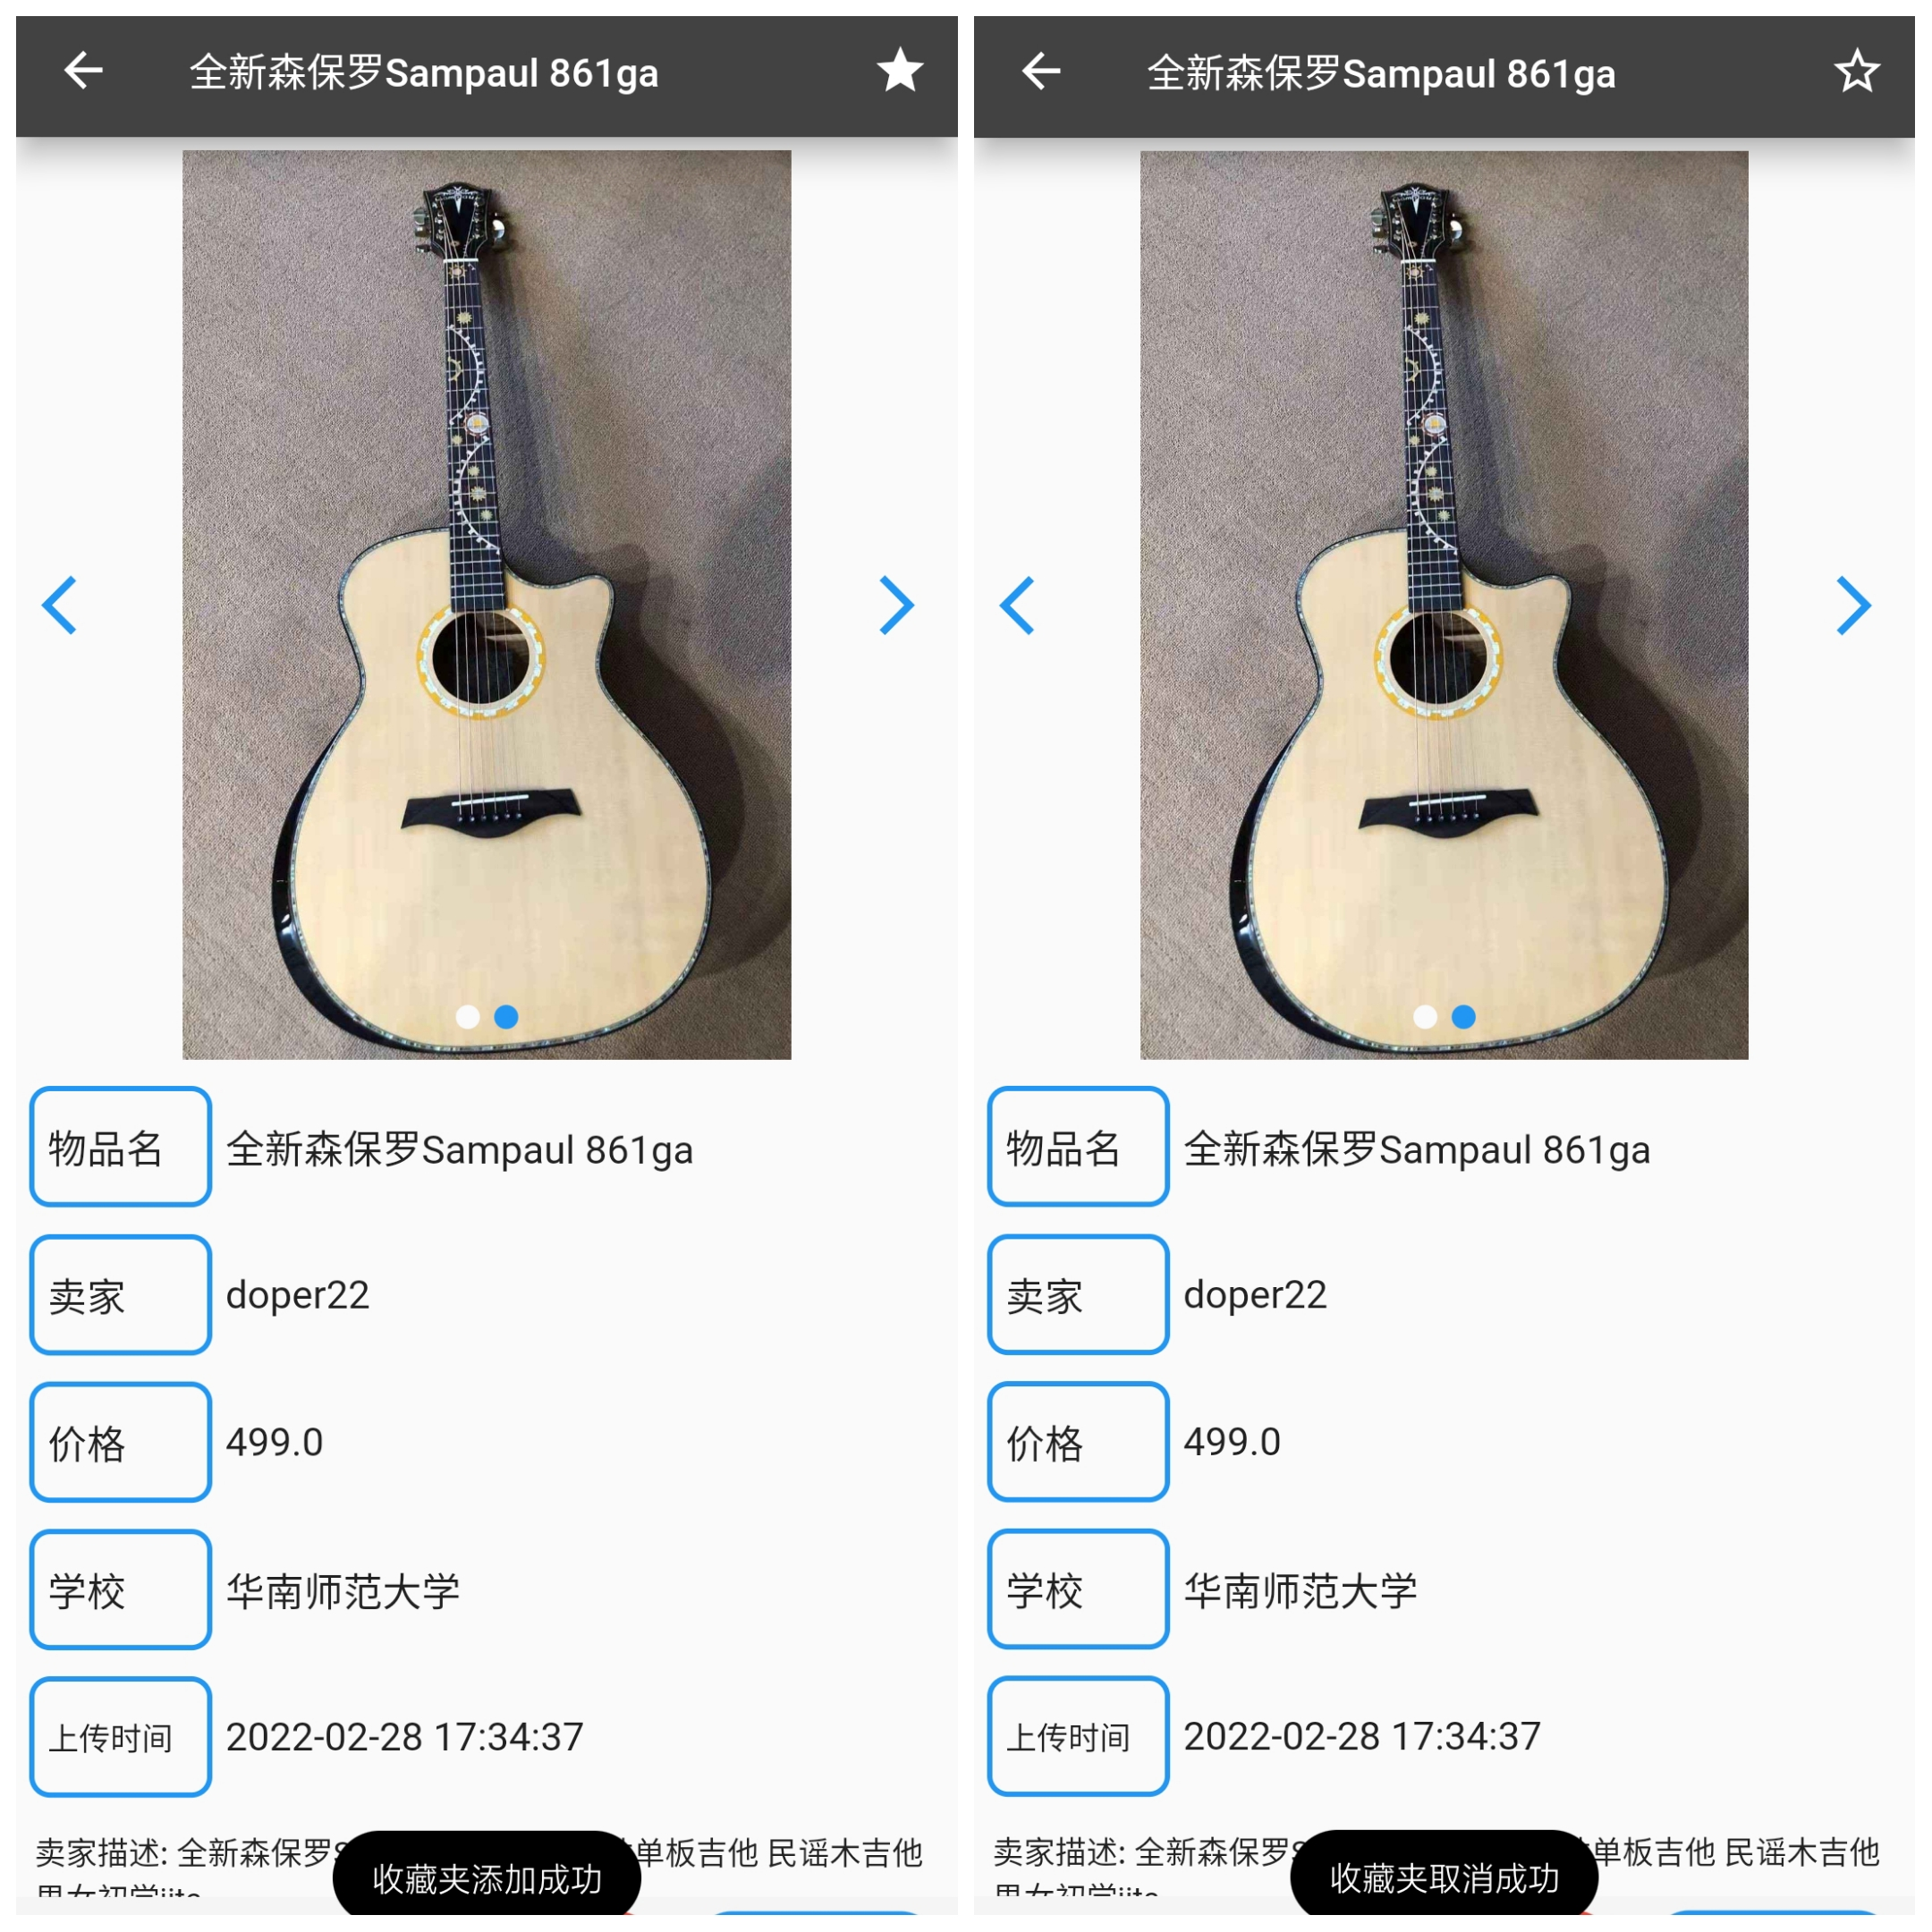 全新森保罗Sampaul 861ga
物品名 全新森保罗Sampaul 861ga
卖家 doper22
价格 499.0
学校 华南师范大学
上传时间 2022-02-28 17:34:37
卖家描述: 全新森保罗 单板吉他 民谣木吉他
收藏夹添加成功
全新森保罗Sampaul 861ga
物品名 全新森保罗Sampaul 861ga
卖家 doper22
价格 499.0
学校 华南师范大学
上传时间 2022-02-28 17:34:37
卖家描述: 全新森保罗 单板吉他 民谣木吉他
收藏夹取消成功